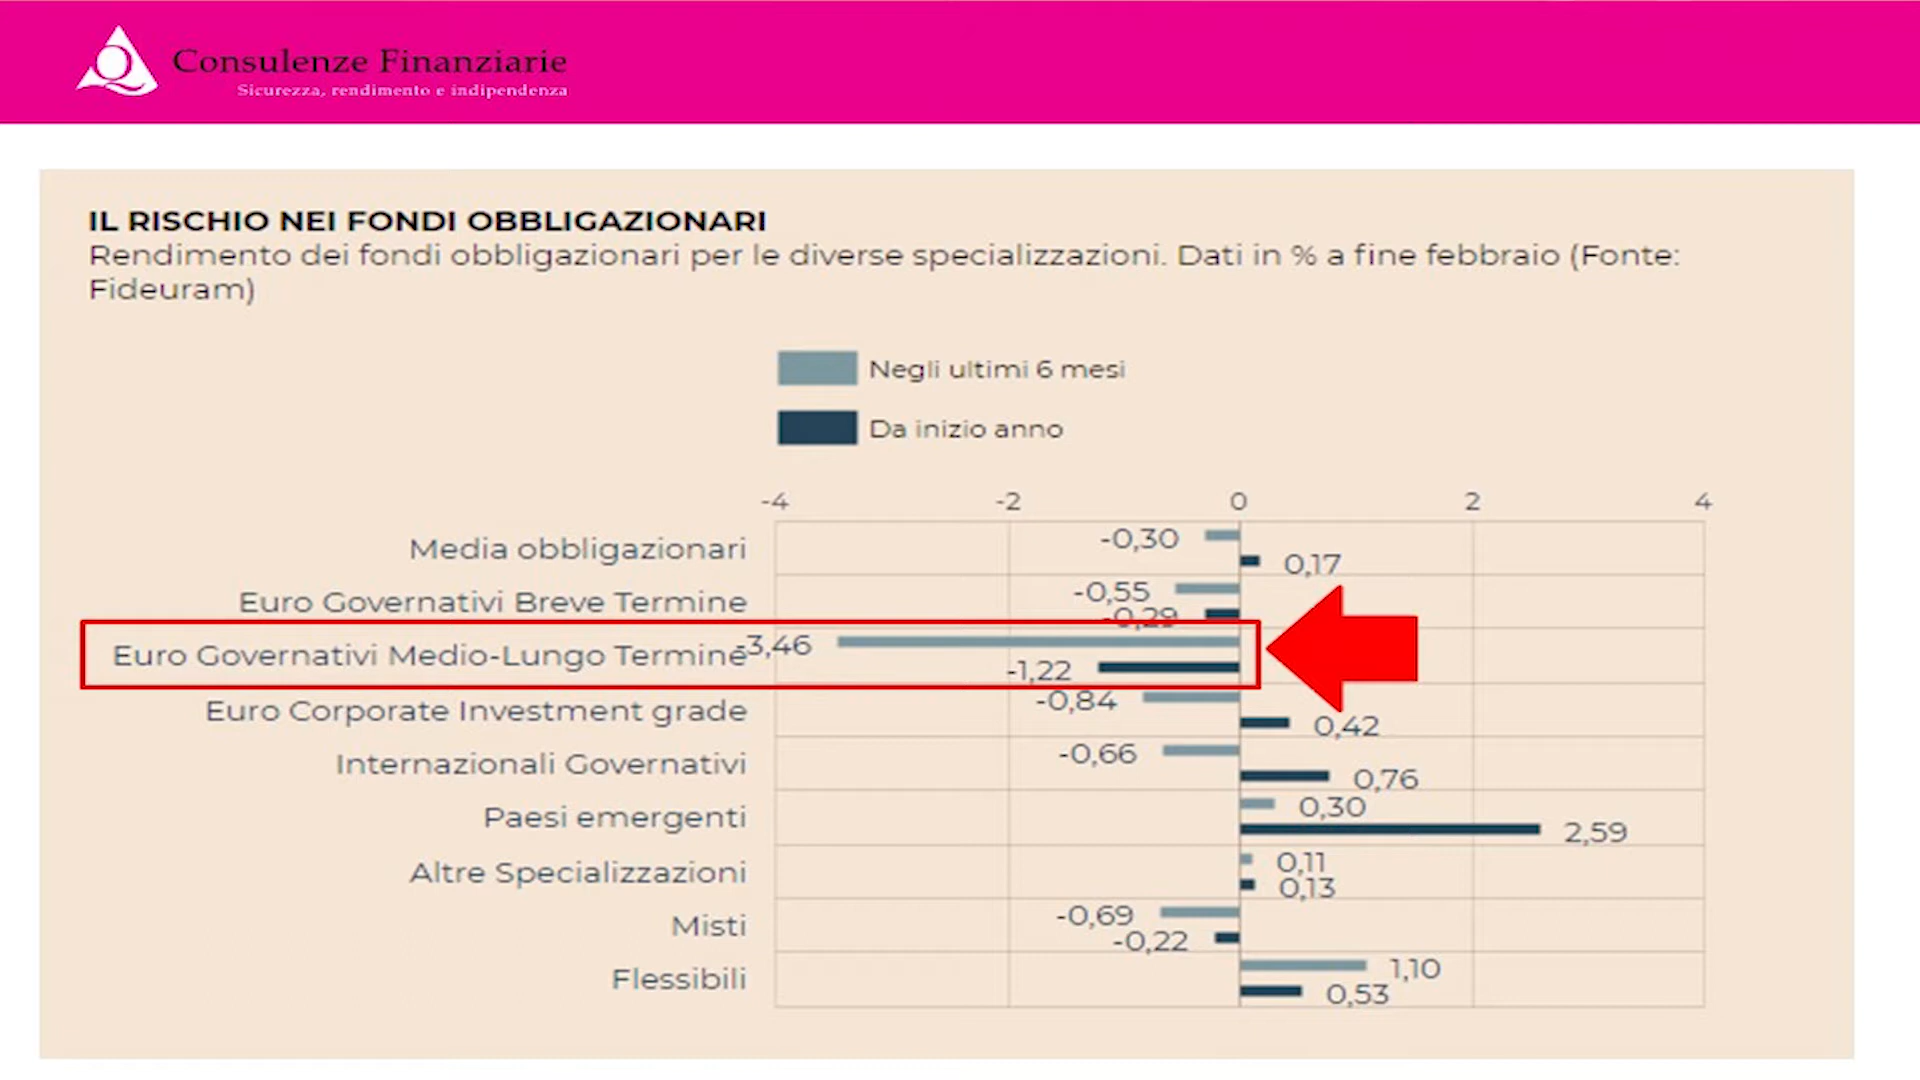 Consulenze Finanziarie
Sicurezza, rendimento e indipendenza
IL RISCHIO NEI FONDI OBBLIGAZIONARI
Rendimento dei fondi obbligazionari per le diverse specializzazioni. Dati in % a fine febbraio (Fonte:
Fideuram)
Negli ultimi 6 mesi
Da inizio anno
-4 -2 0 2 4
Media obbligazionari -0,30 0,17
Euro Governativi Breve Termine -0,55 -0,29
Euro Governativi Medio-Lungo Termine -3,46 -1,22
Euro Corporate Investment grade -0,84 0,42
Internazionali Governativi -0,66 0,76
Paesi emergenti 0,30 2,59
Altre Specializzazioni 0,11 0,13
Misti -0,69 -0,22
Flessibili 1,10 0,53